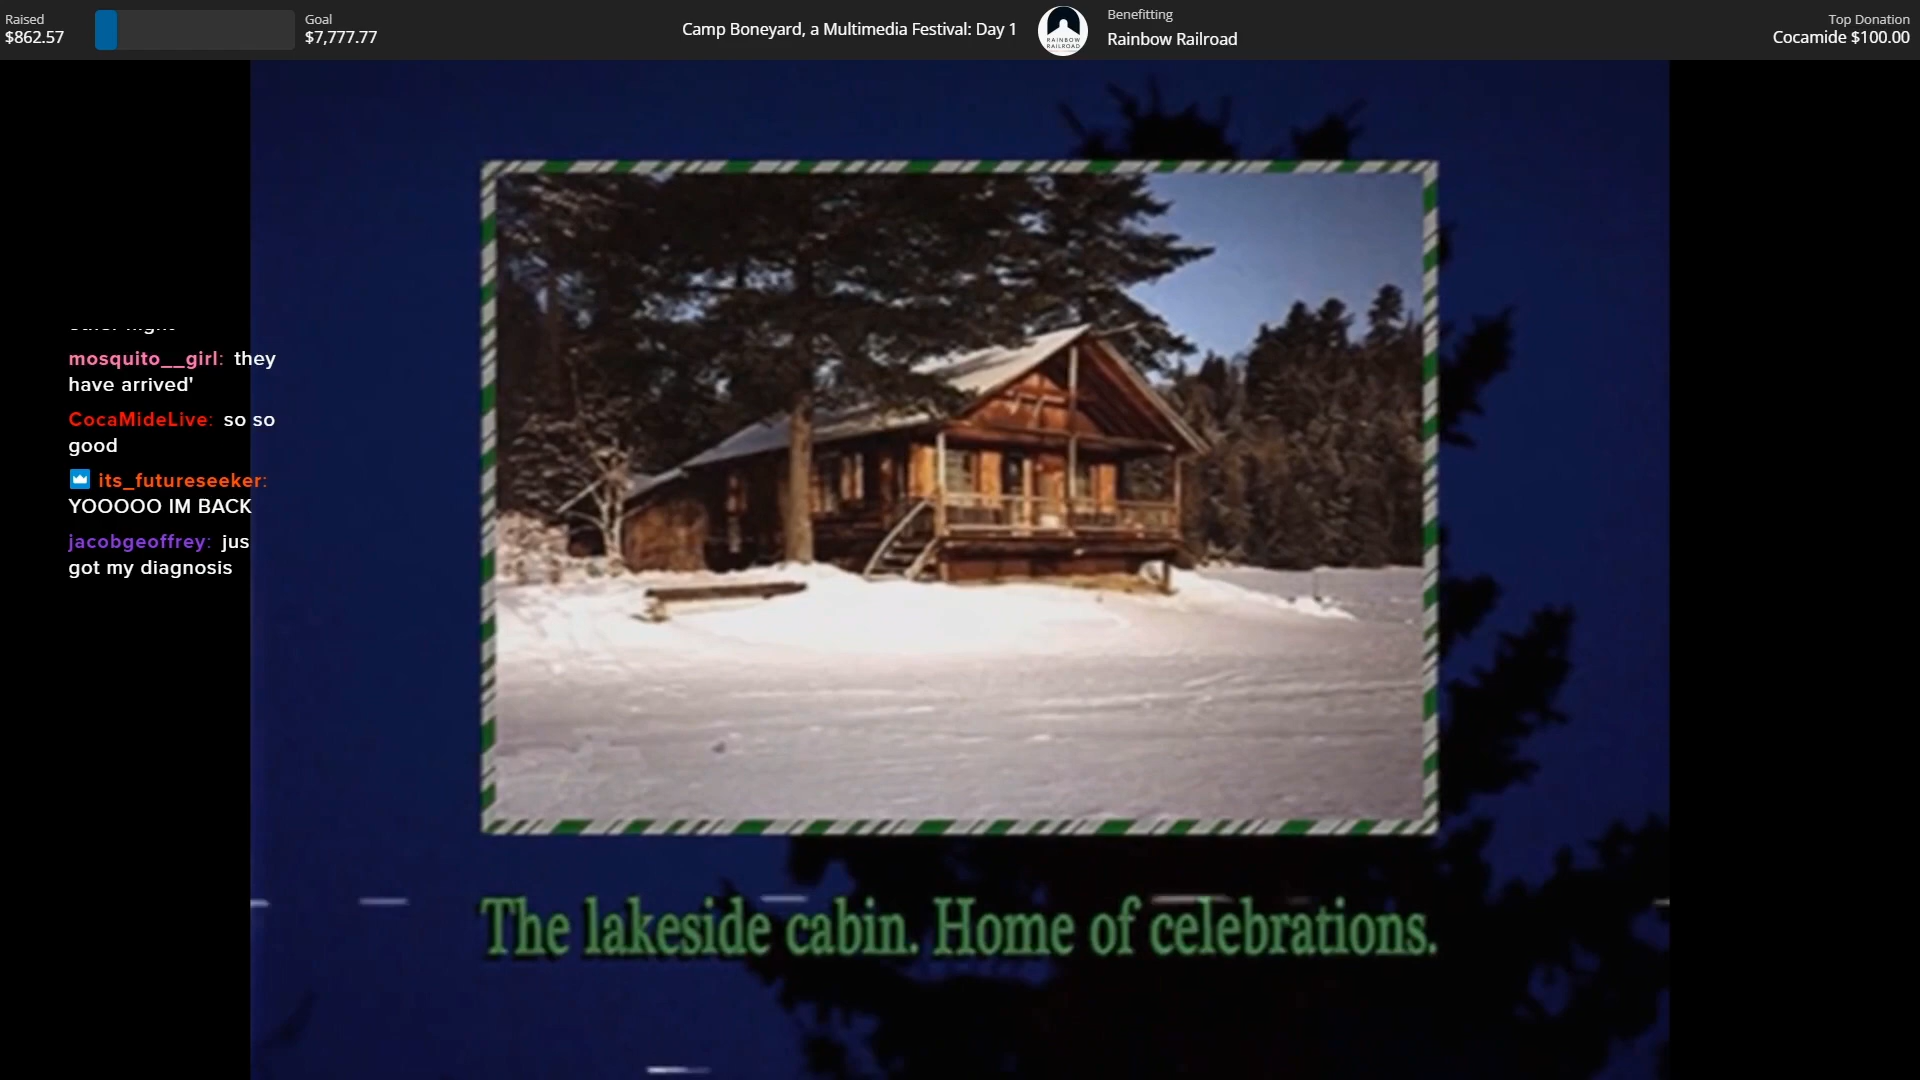 Raised
$862.57
Goal
$7,777.77
Camp Boneyard, a Multimedia Festival: Day 1
RAINBOW
RAILROAD
Benefitting
Rainbow Railroad
Top Donation
Cocamide $100.00
mosquito__girl: they
have arrived'
CocaMideLive: so so
good
its_futureseeker:
YOOOOO IM BACK
jacobgeoffrey: jus
got my diagnosis
The lakeside cabin. Home of celebrations.